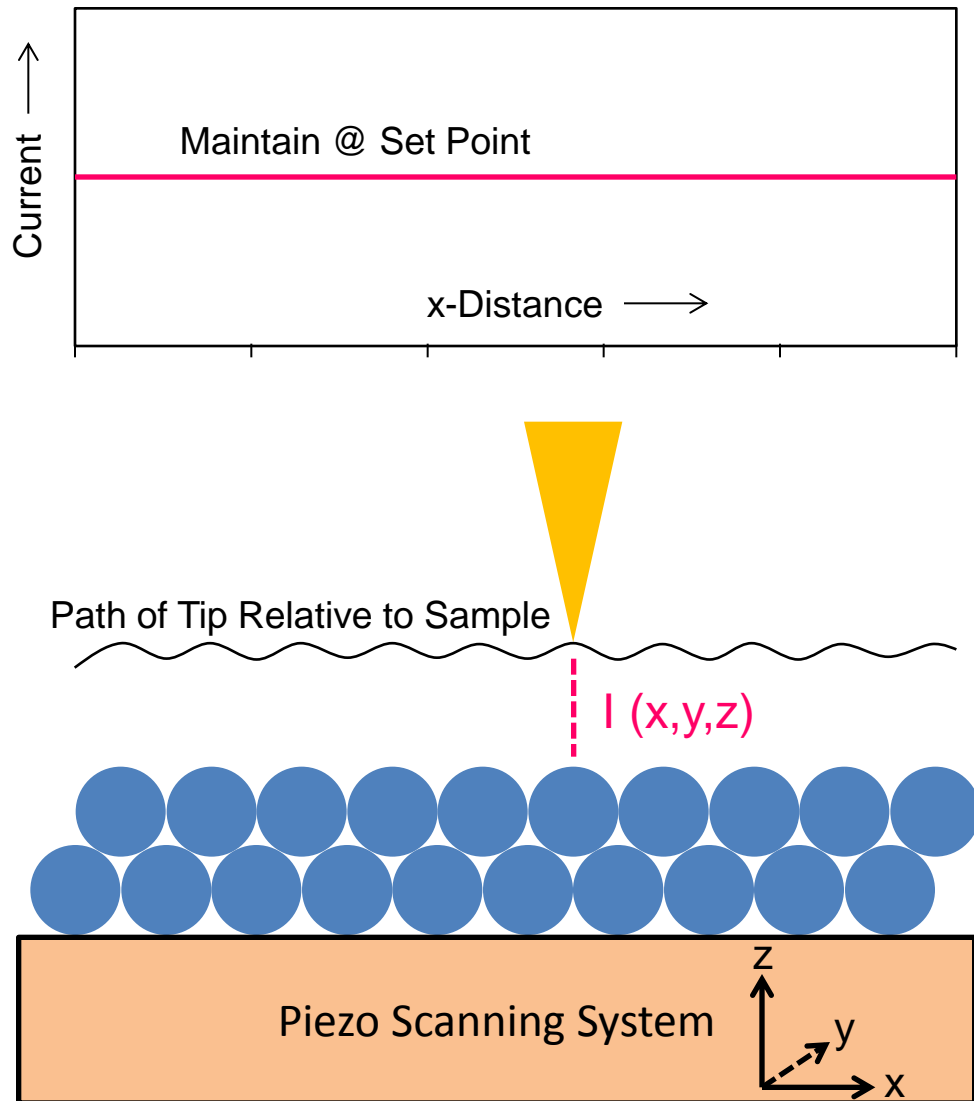 Current
Maintain @ Set Point
x-Distance
Path of Tip Relative to Sample
I (x,y,z)
z
Piezo Scanning System
y
x